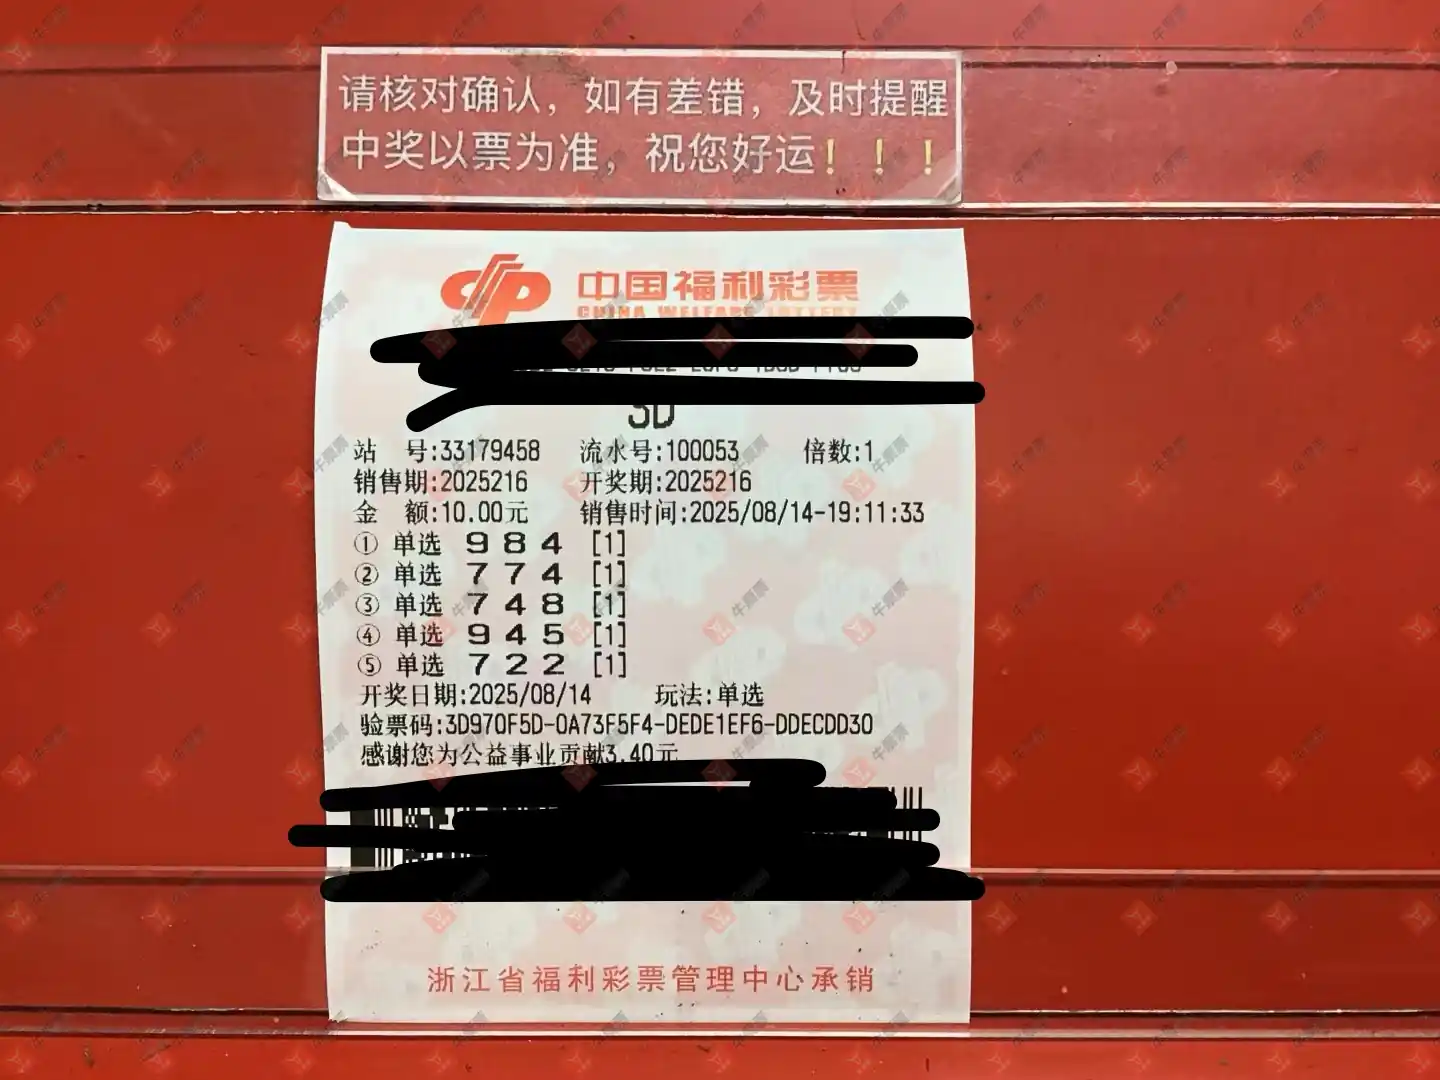 请核对确认，如有差错，及时提醒
中奖以票为准，祝您好运！！！
中国福利彩票
CHINA WELFARE LOTTERY
3D
站 号:33179458 流水号:100053 倍数:1
销售期:2025216 开奖期:2025216
金 额:10.00元 销售时间:2025/08/14-19:11:33
① 单选 9 8 4 [1]
② 单选 7 7 4 [1]
③ 单选 7 4 8 [1]
④ 单选 9 4 5 [1]
⑤ 单选 7 2 2 [1]
开奖日期:2025/08/14 玩法:单选
验票码:3D970F5D-0A73F5F4-DEDE1EF6-DDECDD30
感谢您为公益事业贡献3.40元
浙江省福利彩票管理中心承销